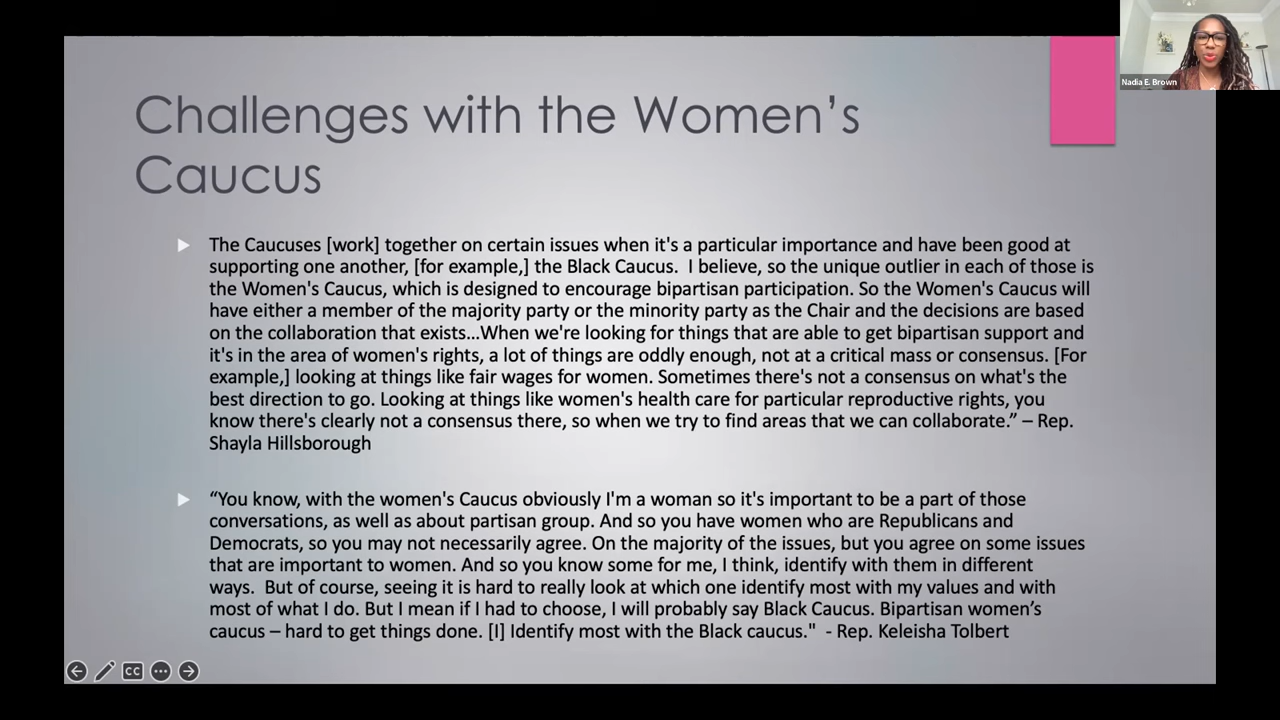 Nadia E. Brown
Challenges with the Women's
Caucus
The Caucuses [work] together on certain issues when it's a particular importance and have been good at
supporting one another, [for example,] the Black Caucus.  I believe, so the unique outlier in each of those is
the Women's Caucus, which is designed to encourage bipartisan participation. So the Women's Caucus will
have either a member of the majority party or the minority party as the Chair and the decisions are based
on the collaboration that exists...When we're looking for things that are able to get bipartisan support and
it's in the area of women's rights, a lot of things are oddly enough, not at a critical mass or consensus. [For
example,] looking at things like fair wages for women. Sometimes there's not a consensus on what's the
best direction to go. Looking at things like women's health care for particular reproductive rights, you
know there's clearly not a consensus there, so when we try to find areas that we can collaborate.” – Rep.
Shayla Hillsborough
“You know, with the women's Caucus obviously I'm a woman so it's important to be a part of those
conversations, as well as about partisan group. And so you have women who are Republicans and
Democrats, so you may not necessarily agree. On the majority of the issues, but you agree on some issues
that are important to women. And so you know some for me, I think, identify with them in different
ways.  But of course, seeing it is hard to really look at which one identify most with my values and with
most of what I do. But I mean if I had to choose, I will probably say Black Caucus. Bipartisan women’s
caucus – hard to get things done. [I] Identify most with the Black caucus."  - Rep. Keleisha Tolbert
CC